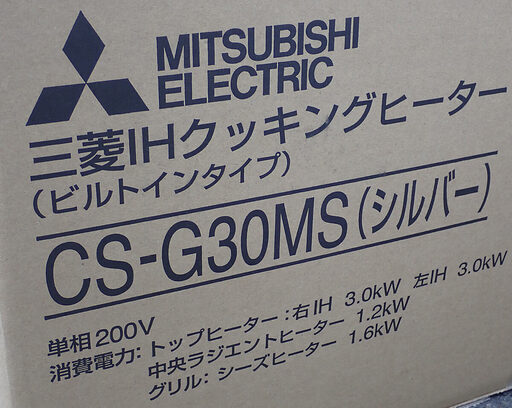 MITSUBISHI
ELECTRIC
三菱IHクッキングヒーター
（ビルトインタイプ）
CS-G30MS（シルバー）
単相200V
消費電力：トップヒーター：右IH 3.0kW 左IH 3.0kW
中央ラジエントヒーター 1.2kW
グリル：シーズヒーター 1.6kW